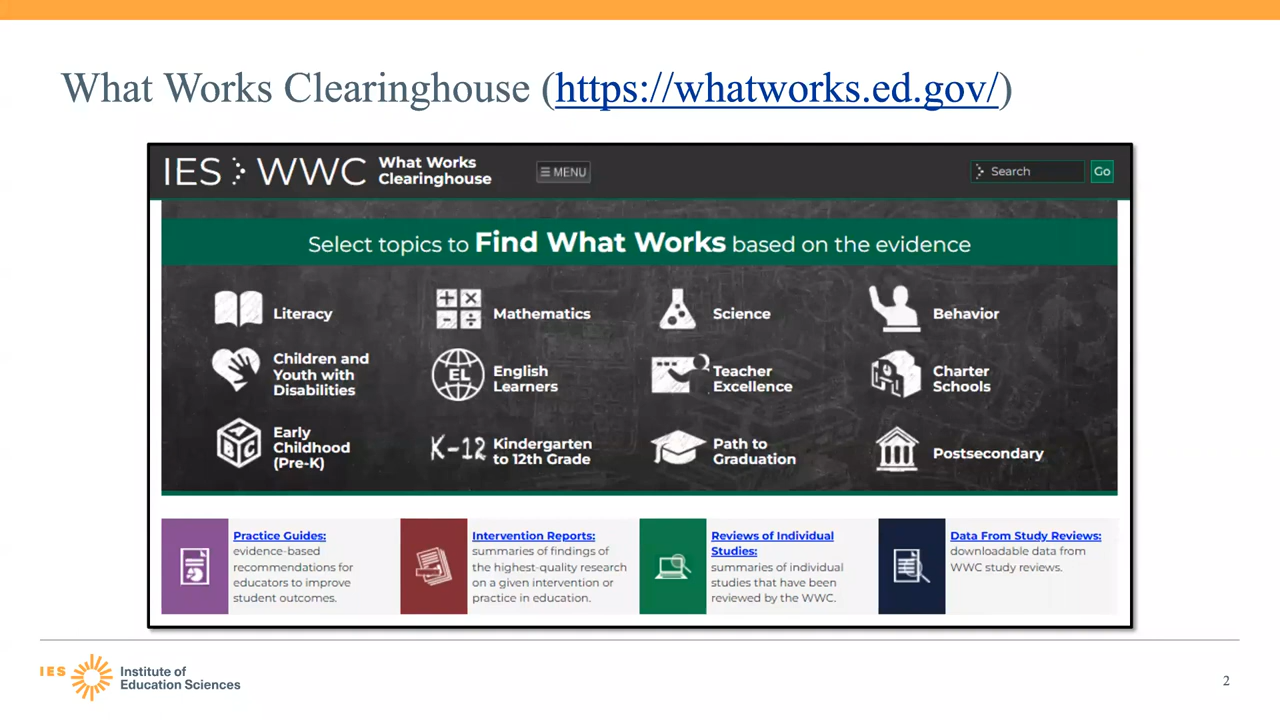 What Works Clearinghouse (https://whatworks.ed.gov/)
IES WWC What Works Clearinghouse
MENU
Search
Go
Select topics to Find What Works based on the evidence
Literacy
Mathematics
Science
Behavior
Children and
Youth with
Disabilities
EL
English
Learners
Teacher
Excellence
Charter
Schools
A B C
Early
Childhood
(Pre-K)
K-12
Kindergarten
to 12th Grade
Path to
Graduation
Postsecondary
Practice Guides:
evidence-based
recommendations for
educators to improve
student outcomes.
Intervention Reports:
summaries of findings of
the highest-quality research
on a given intervention or
practice in education.
Reviews of Individual
Studies:
summaries of individual
studies that have been
reviewed by the WWC.
Data From Study Reviews:
downloadable data from
WWC study reviews.
IES
Institute of
Education Sciences
2